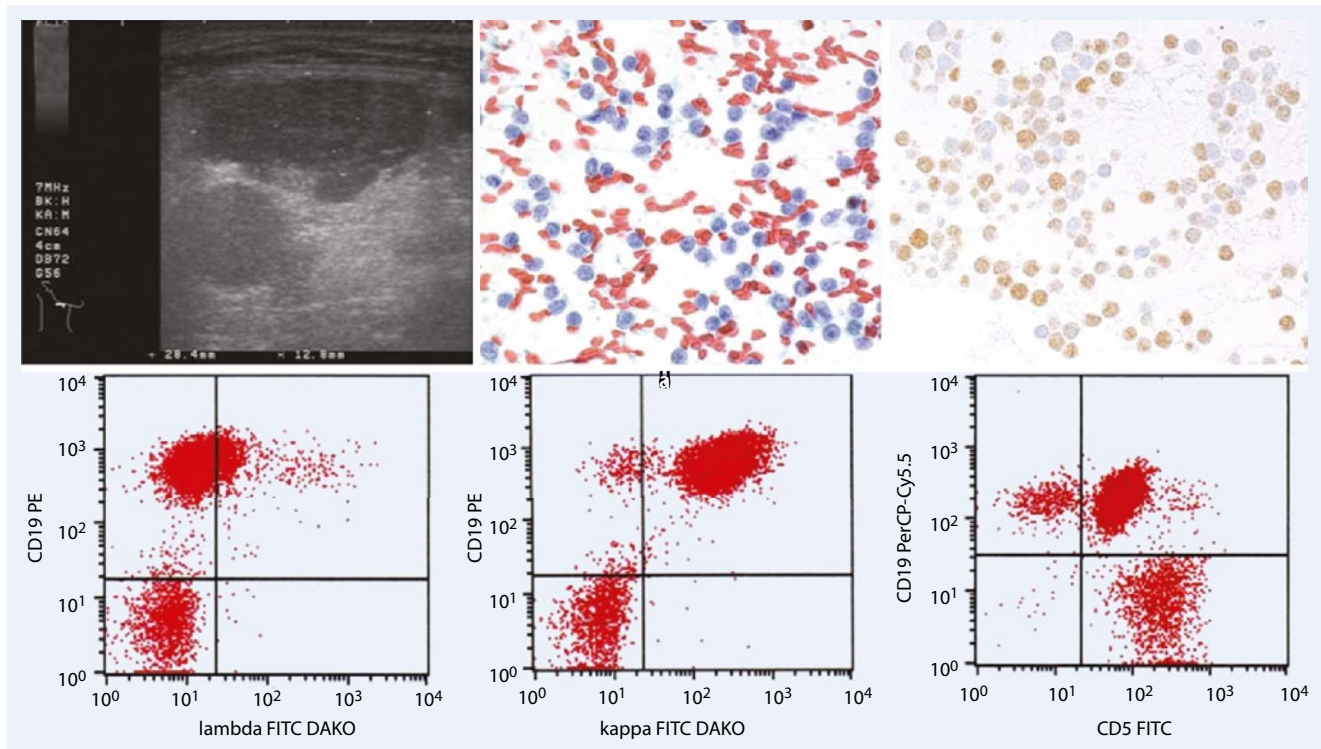 7MHz
BK:H
KA:M
CN64
4cm
DB72
G56
+ 28.4mm × 12.8mm
a
10⁴
10³
10²
10¹
10⁰
CD19 PE
10⁰ 10¹ 10² 10³ 10⁴
lambda FITC DAKO
10⁴
10³
10²
10¹
10⁰
CD19 PE
10⁰ 10¹ 10² 10³ 10⁴
kappa FITC DAKO
10⁴
10³
10²
10¹
10⁰
CD19 PerCP-Cy5.5
10⁰ 10¹ 10² 10³ 10⁴
CD5 FITC